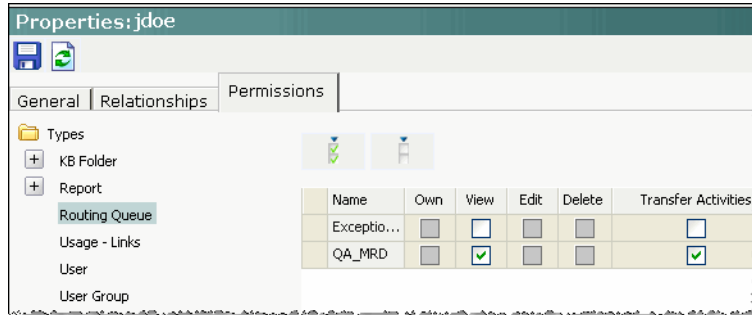 Properties:jdoe
General Relationships Permissions
Types
KB Folder
Report
Routing Queue
Usage - Links
User
User Group
Name Own View Edit Delete Transfer Activities
Exceptio...
QA_MRD